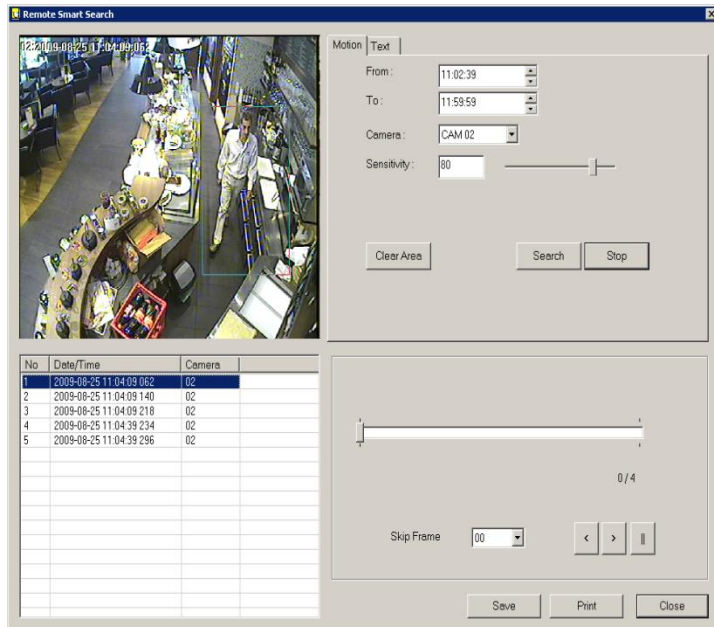 Remote Smart Search
02:2009-08-25 11:04:09:062
Motion Text
From :
11:02:39
To :
11:59:59
Camera :
CAM 02
Sensitivity :
80
Clear Area
Search
Stop
No Date/Time Camera
1 2009-08-25 11:04:09 062 02
2 2009-08-25 11:04:09 140 02
3 2009-08-25 11:04:09 218 02
4 2009-08-25 11:04:39 234 02
5 2009-08-25 11:04:39 296 02
0 / 4
Skip Frame
00
< > ||
Save
Print
Close